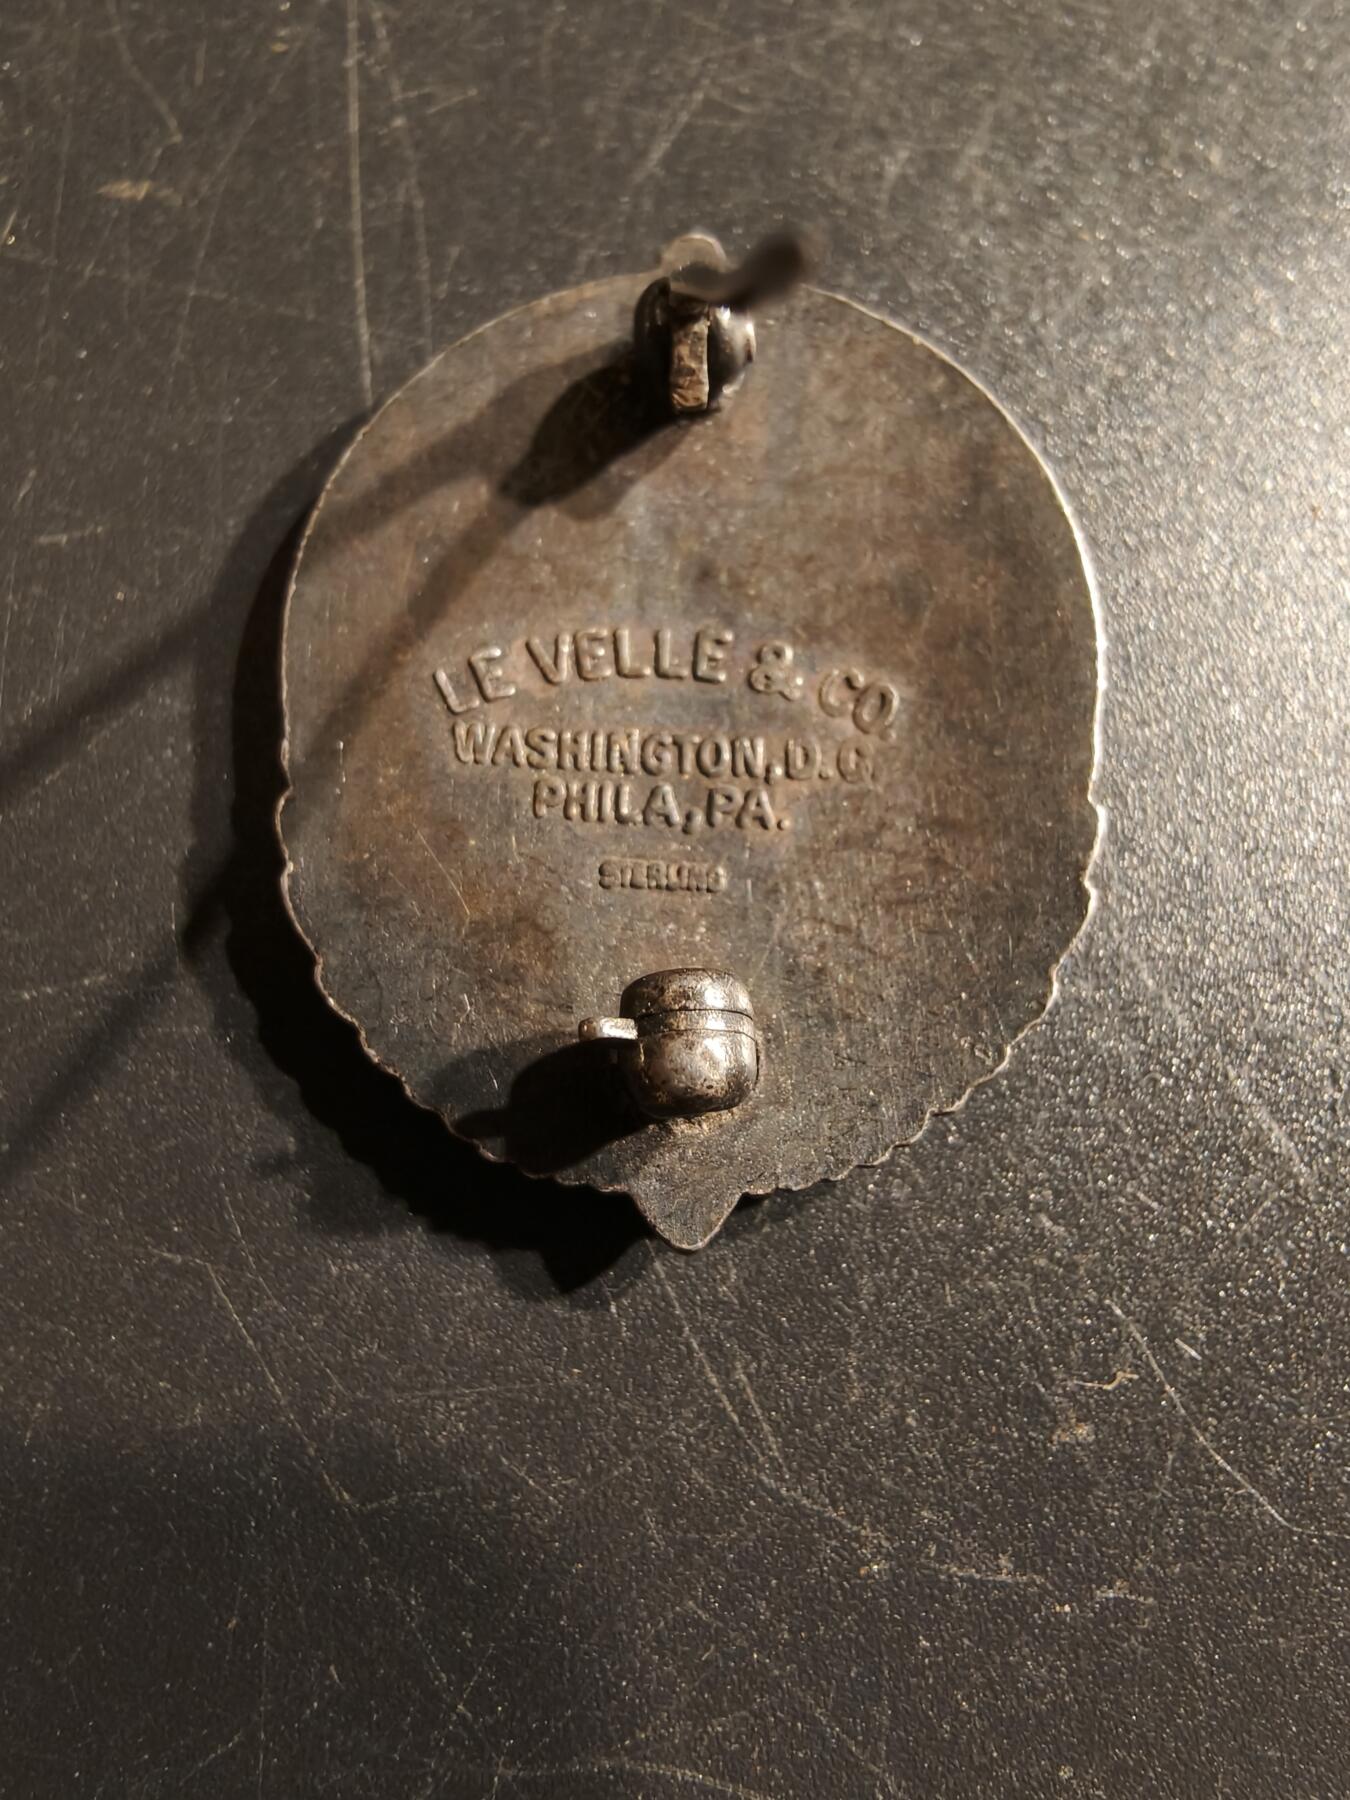 LE VELLE & CO.
WASHINGTON, D.C.
PHILA, PA.
STERLING